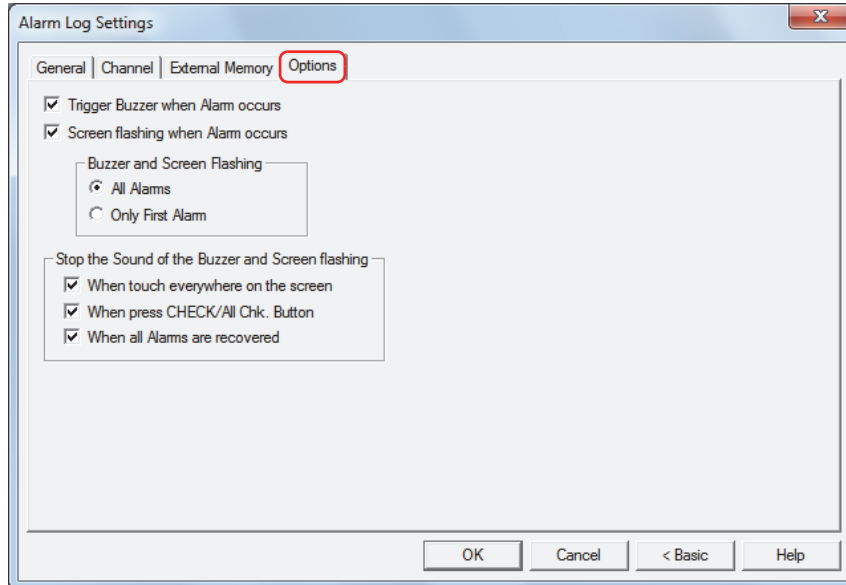 Alarm Log Settings
X
General Channel External Memory Options
Trigger Buzzer when Alarm occurs
Screen flashing when Alarm occurs
Buzzer and Screen Flashing
All Alarms
Only First Alarm
Stop the Sound of the Buzzer and Screen flashing
When touch everywhere on the screen
When press CHECK/All Chk. Button
When all Alarms are recovered
OK Cancel < Basic Help